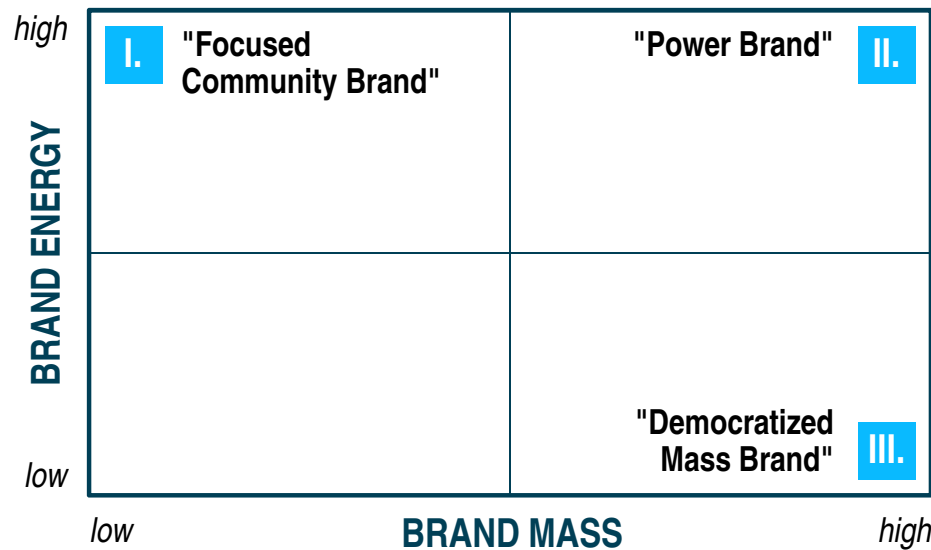 high
I.
"Focused
Community Brand"
"Power Brand"
II.
BRAND ENERGY
"Democratized
Mass Brand"
III.
low
low
BRAND MASS
high